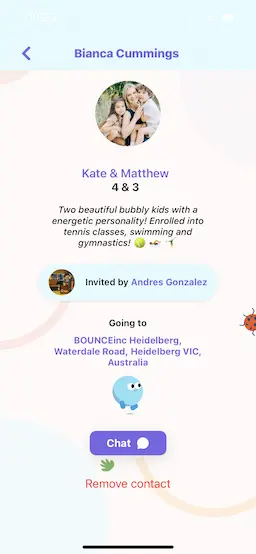 Bianca Cummings
Kate & Matthew
4 & 3
Two beautiful bubbly kids with a
energetic personality! Enrolled into
tennis classes, swimming and
gymnastics! 🎾 🏊 🤸
Invited by Andres Gonzalez
Going to
BOUNCEinc Heidelberg,
Waterdale Road, Heidelberg VIC,
Australia
Chat
Remove contact